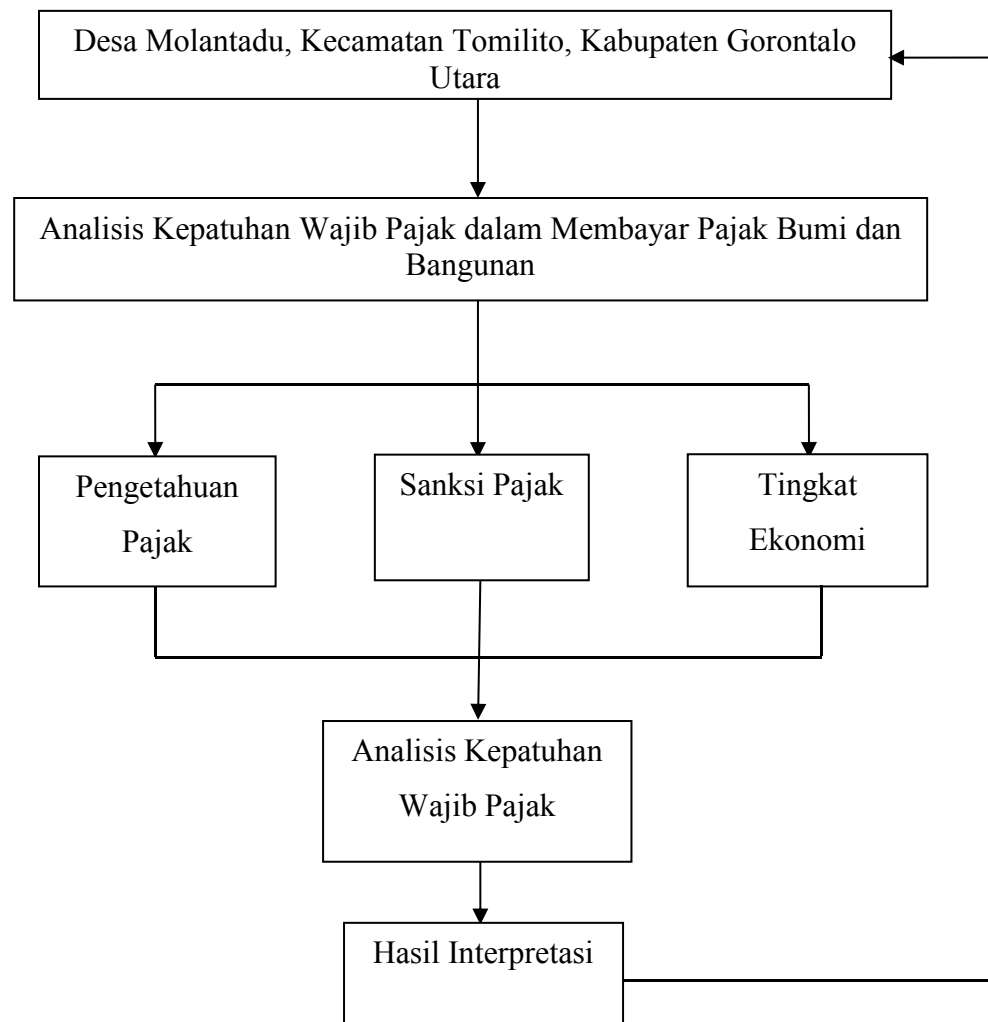 Desa Molantadu, Kecamatan Tomilito, Kabupaten Gorontalo
Utara
Analisis Kepatuhan Wajib Pajak dalam Membayar Pajak Bumi dan
Bangunan
Pengetahuan
Pajak
Sanksi Pajak
Tingkat
Ekonomi
Analisis Kepatuhan
Wajib Pajak
Hasil Interpretasi